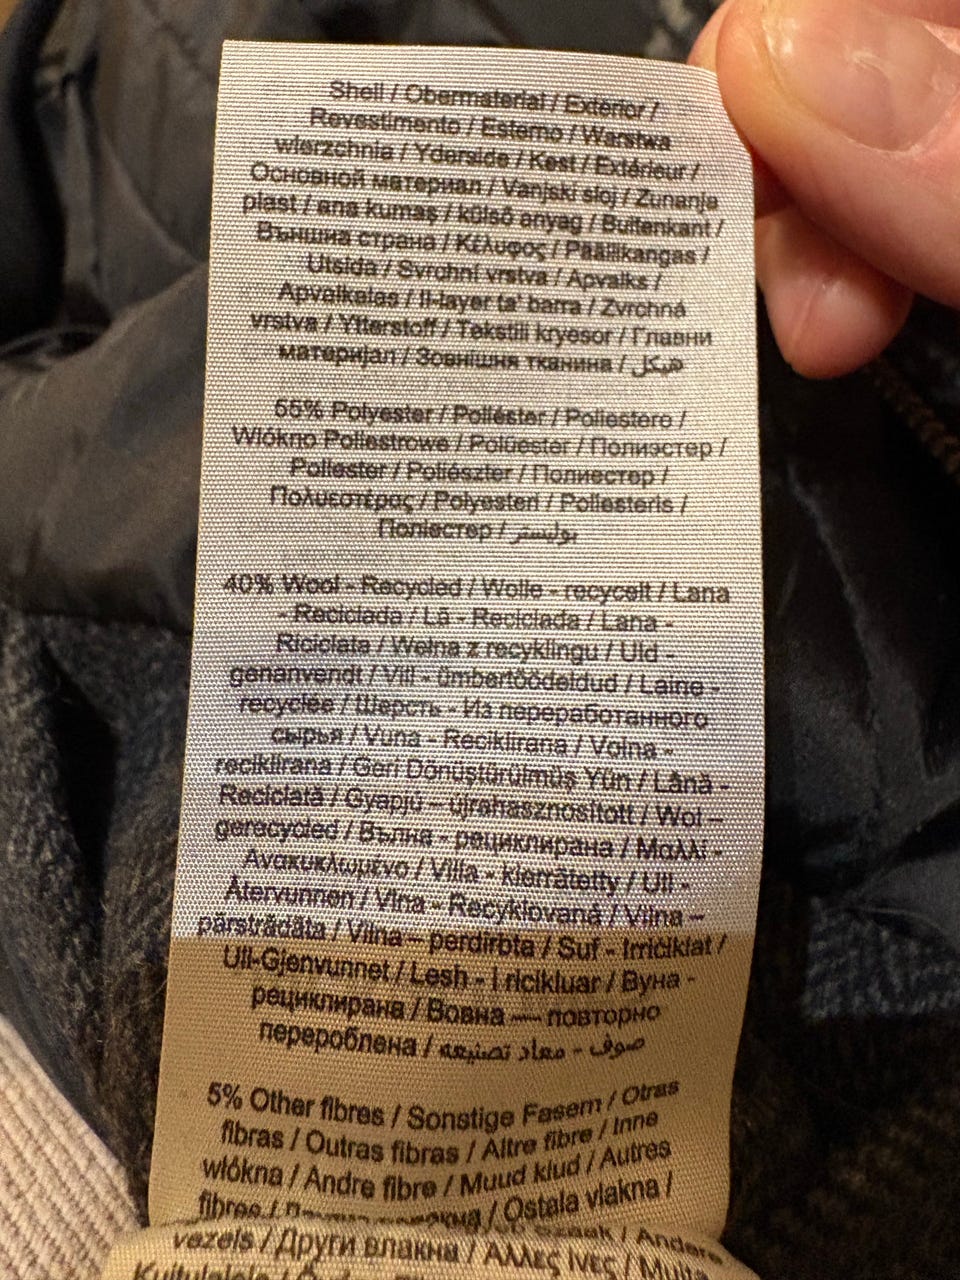 Shell / Obermaterial / Exterior /
Revestimento / Esterno / Warstwa
wierzchnia / Yderside / Kest / Extérieur /
Основной материал / Vanjski sloj / Zunanja
plast / ana kumaş / külső anyag / Buitenkant /
Външна страна / Κέλυφος / Päällikangas /
Utsida / Svrchní vrstva / Apvalks /
Apvalkalas / Il-layer ta' barra / Zvrchná
vrstva / Ytterstoff / Tekstili kryesor / Главни
материјал / Зовнішня тканина / هيكل
55% Polyester / Poliéster / Poliestere /
Włókno Poliestrowe / Polüester / Полиэстер /
Poliester / Poliészter / Полиестер /
Πολυεστέρας / Polyesteri / Poliesteris /
Поліестер / بوليستر
40% Wool - Recycled / Wolle - recycelt / Lana
- Reciclada / Lã - Reciclada / Lana -
Riciclata / Wełna z recyklingu / Uld -
genanvendt / Vill - ümbertöödeldud / Laine -
recyclée / Шерсть - Из переработанного
сырья / Vuna - Reciklirana / Volna -
reciklirana / Geri Dönüştürülmüş Yün / Lână -
Reciclată / Gyapjú – újrahasznosított / Wol –
gerecycled / Вълна - рециклирана / Μαλλί -
Ανακυκλωμένο / Villa - kierrätetty / Ull -
Återvunnen / Vlna - Recyklovaná / Vilna –
pārstrādāta / Vilna – perdirbta / Suf - Irriċiklat /
Ull-Gjenvunnet / Lesh - I ricikluar / Вуна -
рециклирана / Вовна — повторно
перероблена / صوف - معاد تصنيعه
5% Other fibres / Sonstige Fasern / Otras
fibras / Outras fibras / Altre fibre / Inne
włókna / Andre fibre / Muud kiud / Autres
fibres / / Ostala vlakna /
/ Andere
vezels / Други влакна / Άλλες ίνες / Muita